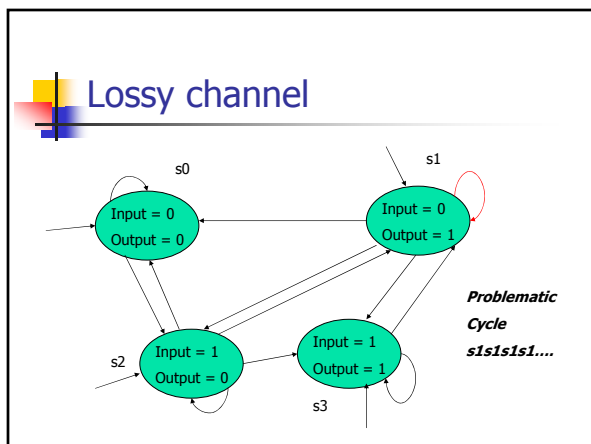 Lossy channel
s0
s1
Input = 0
Output = 0
Input = 0
Output = 1
Problematic
Cycle
s1s1s1s1....
s2
Input = 1
Output = 0
Input = 1
Output = 1
s3